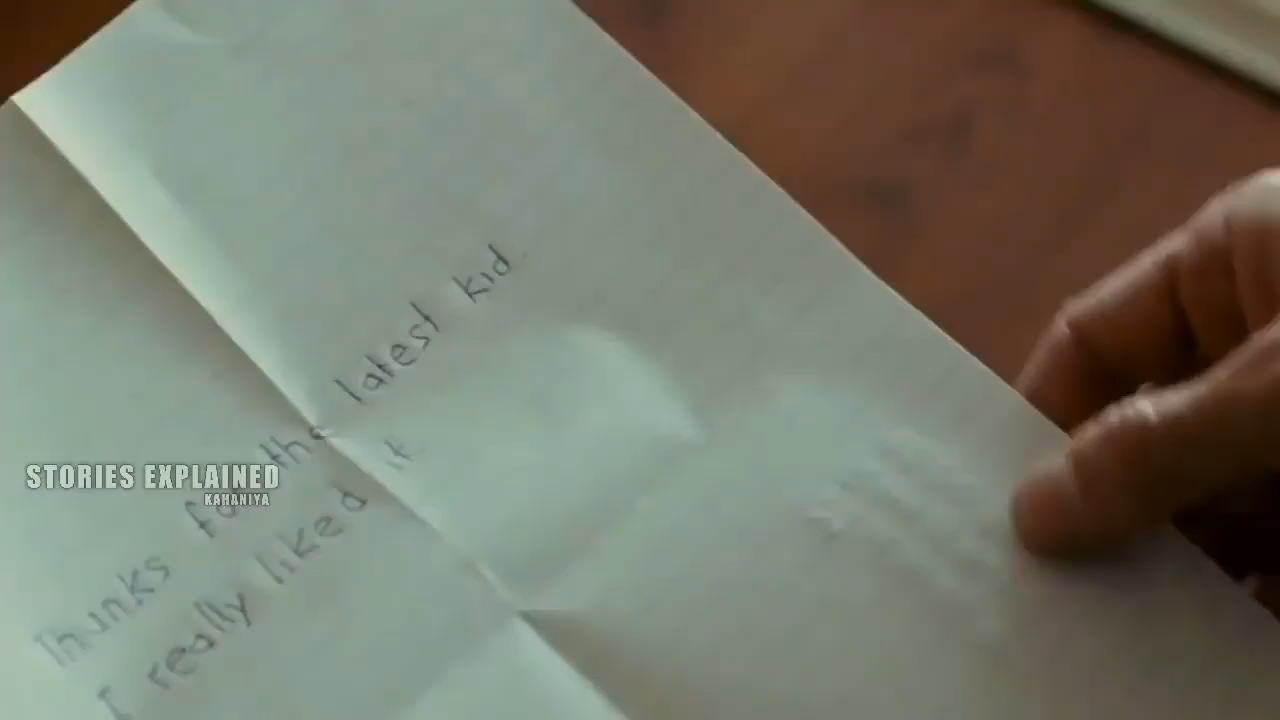 Thanks for the latest kid.
I really liked it.
STORIES EXPLAINED
KAHANIYA